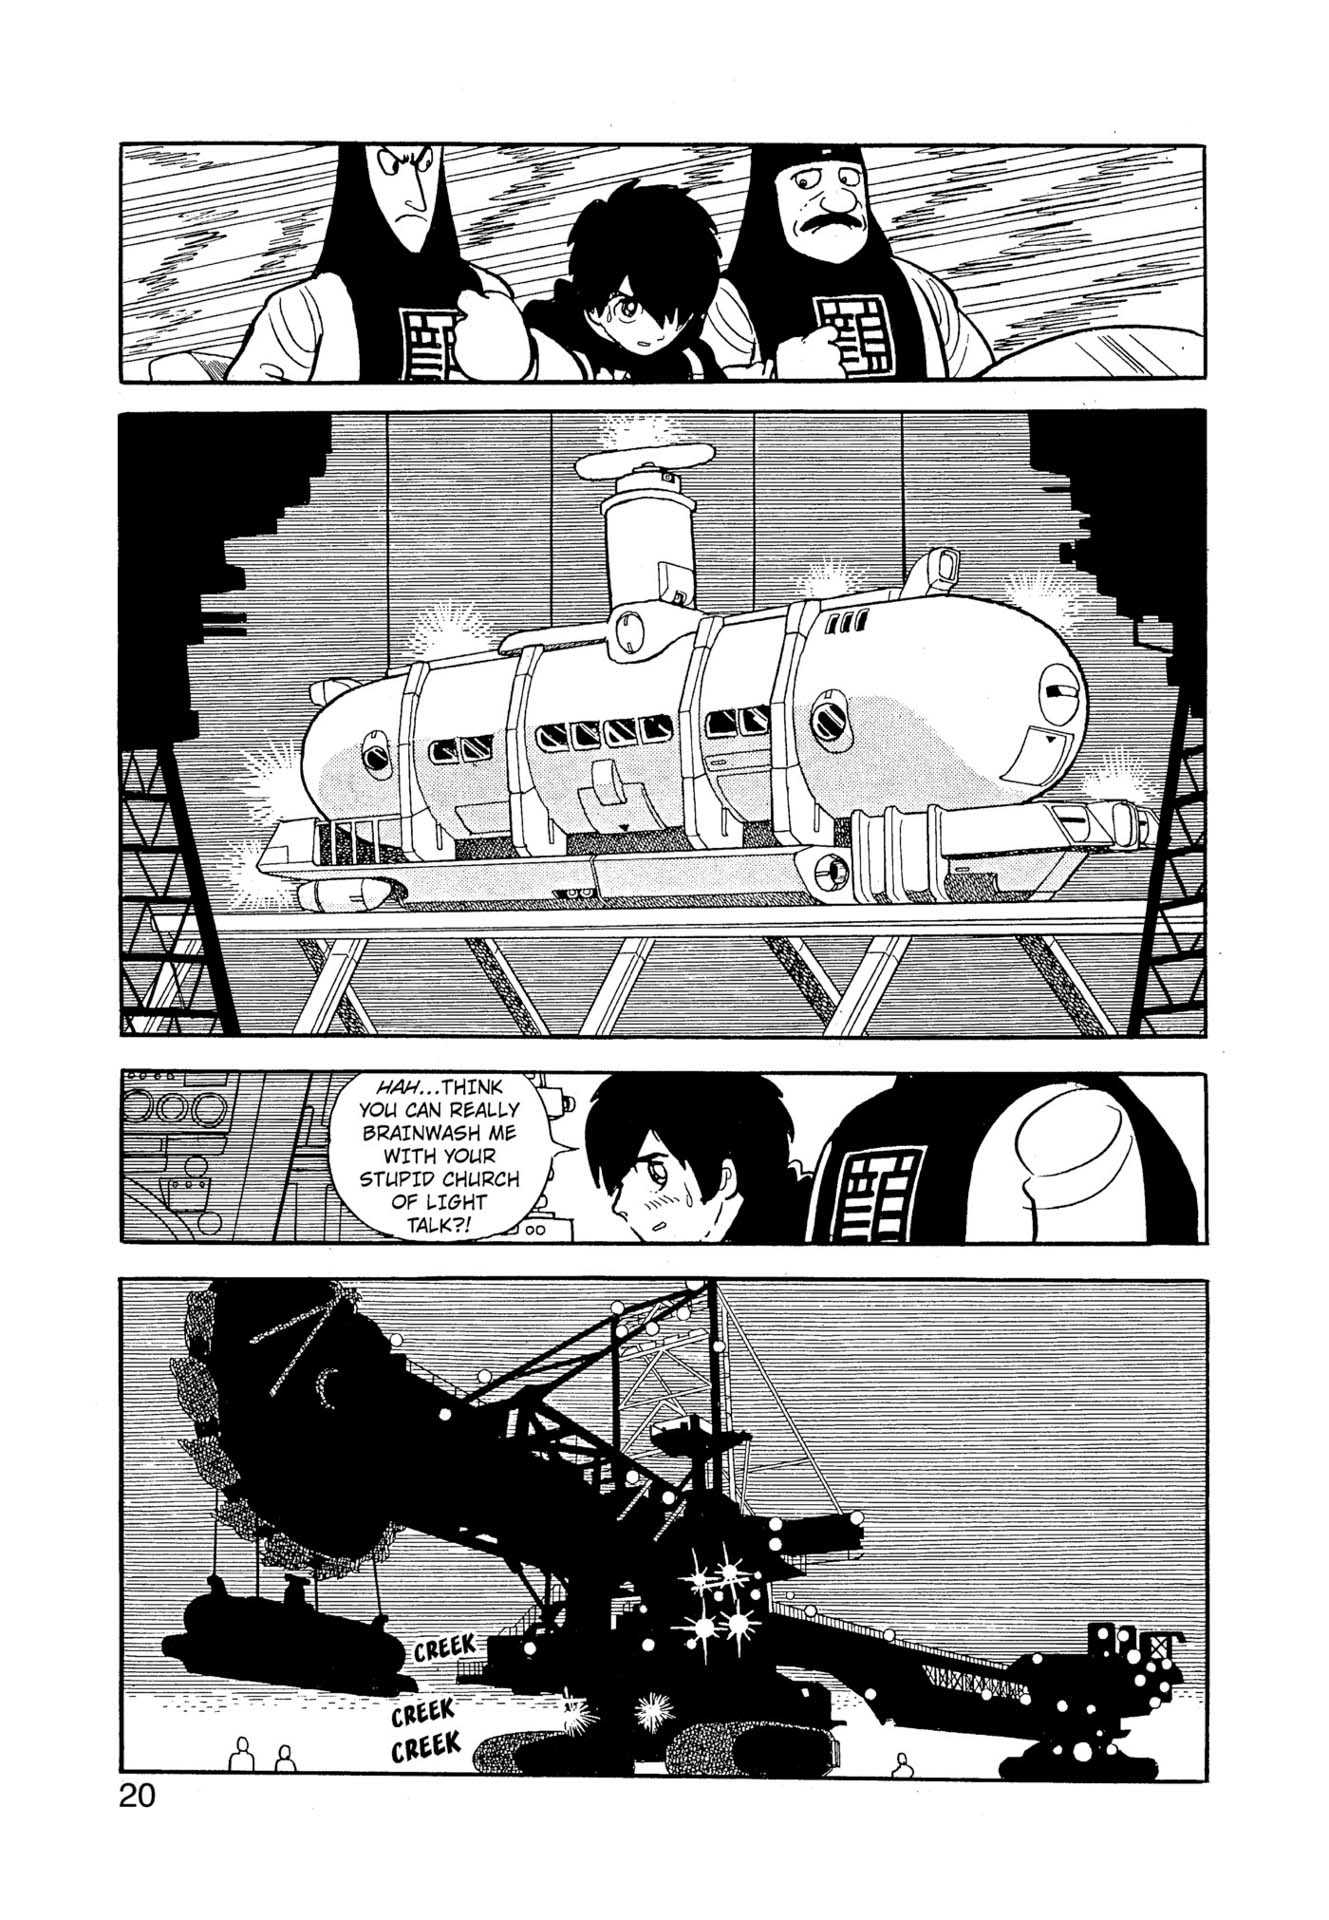 HAH...THINK
YOU CAN REALLY
BRAINWASH ME
WITH YOUR
STUPID CHURCH
OF LIGHT
TALK?!
CREEK
CREEK
CREEK
20